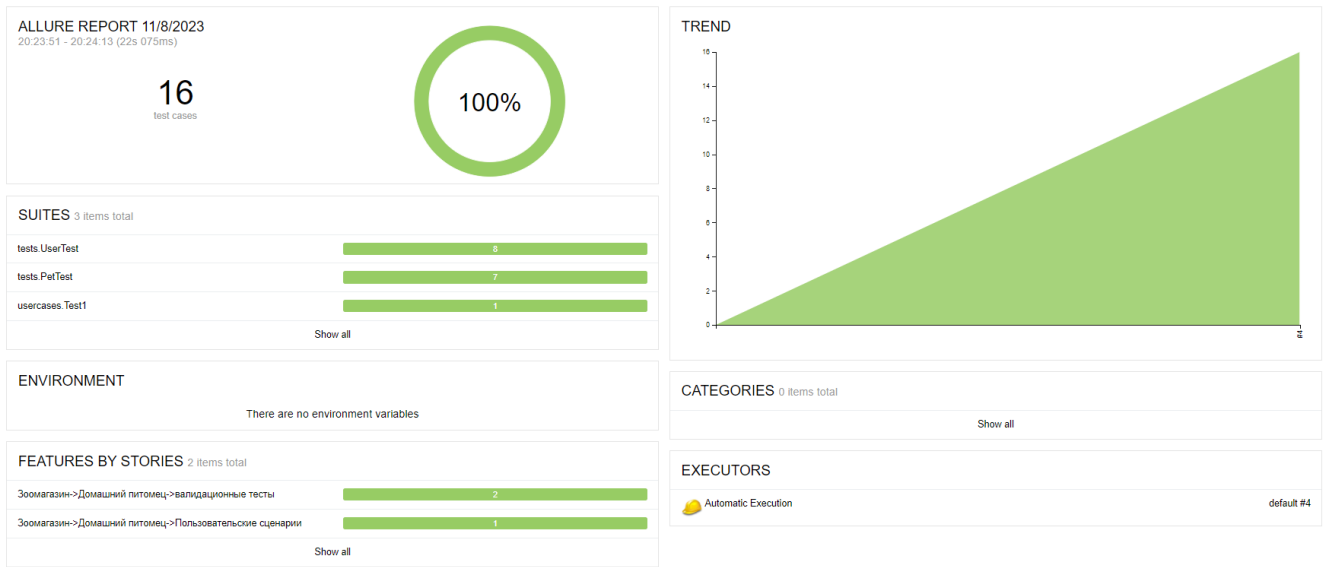 ALLURE REPORT 11/8/2023
20:23:51 - 20:24:13 (22s 075ms)
16
test cases
100%
SUITES 3 items total
tests.UserTest 8
tests.PetTest 7
usercases.Test1 1
Show all
ENVIRONMENT
There are no environment variables
FEATURES BY STORIES 2 items total
Зоомагазин->Домашний питомец->валидационные тесты 2
Зоомагазин->Домашний питомец->Пользовательские сценарии 1
Show all
TREND
16
14
12
10
8
6
4
2
0
#4
CATEGORIES 0 items total
Show all
EXECUTORS
Automatic Execution default #4